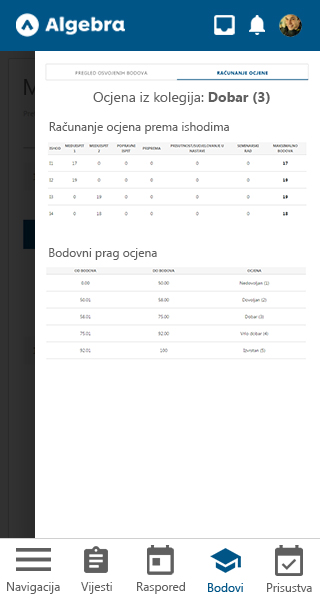 Algebra
PREGLED OSVOJENIH BODOVA RAČUNANJE OCJENE
Ocjena iz kolegija: Dobar (3)
Računanje ocjena prema ishodima
ISHOD MEĐUISPIT 1 MEĐUISPIT 2 POPRAVNI ISPIT PRIPREMA PRISUTNOST/SUDJELOVANJE U NASTAVI SEMINARSKI RAD MAKSIMALNO BODOVA
I1 17 0 0 0 0 0 17
I2 19 0 0 0 0 0 19
I3 0 19 0 0 0 0 19
I4 0 18 0 0 0 0 18
Bodovni prag ocjena
OD BODOVA DO BODOVA OCJENA
0.00 50.00 Nedovoljan (1)
50.01 58.00 Dovoljan (2)
58.01 75.00 Dobar (3)
75.01 92.00 Vrlo dobar (4)
92.01 100 Izvrstan (5)
Navigacija Vijesti Raspored Bodovi Prisustva